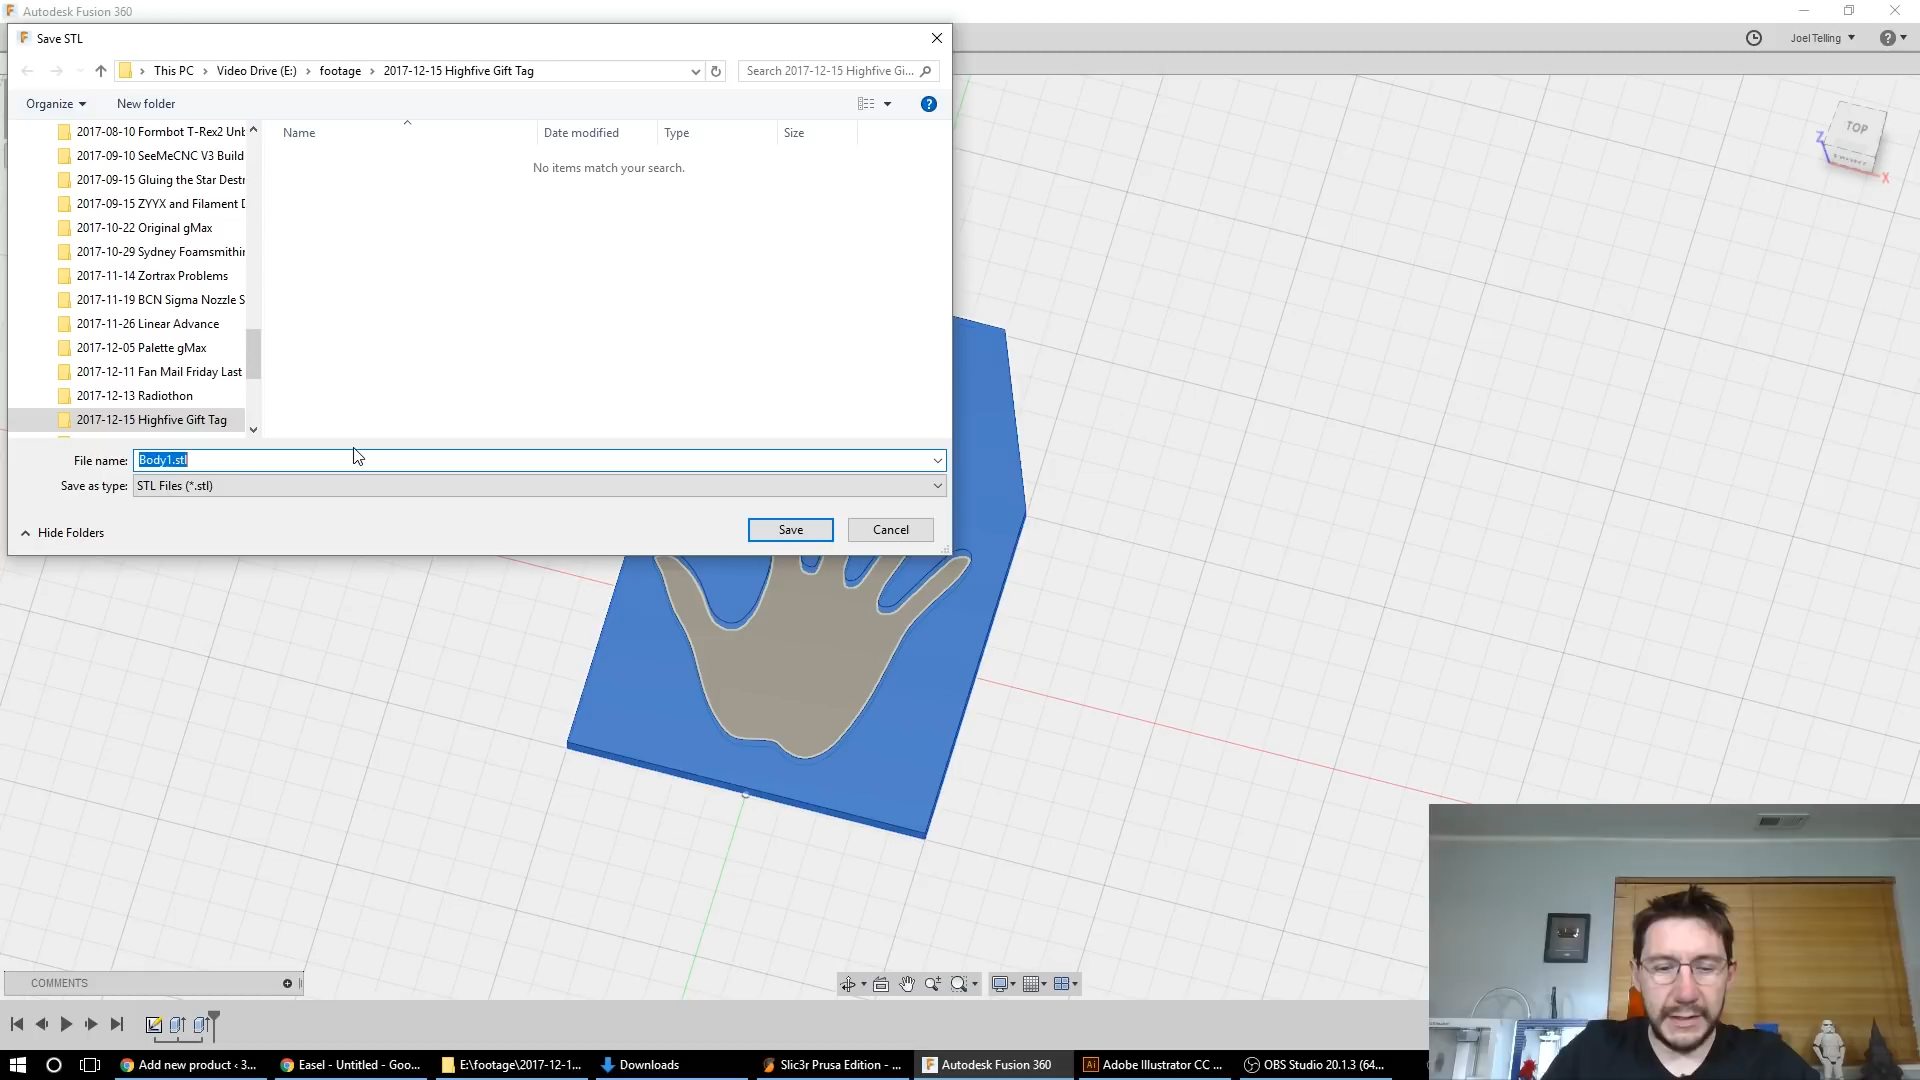 Autodesk Fusion 360
Save STL
Joel Telling
This PC
Video Drive (E:)
footage
2017-12-15 Highfive Gift Tag
Search 2017-12-15 Highfive Gi...
Organize
New folder
Name
Date modified
Type
Size
No items match your search.
2017-08-10 Formbot T-Rex2 Unb
2017-09-10 SeeMeCNC V3 Build
2017-09-15 Gluing the Star Destr
2017-09-15 ZYYX and Filament D
2017-10-22 Original gMax
2017-10-29 Sydney Foamsmithin
2017-11-14 Zortrax Problems
2017-11-19 BCN Sigma Nozzle S
2017-11-26 Linear Advance
2017-12-05 Palette gMax
2017-12-11 Fan Mail Friday Last
2017-12-13 Radiothon
2017-12-15 Highfive Gift Tag
File name: Body1.stl
Save as type: STL Files (*.stl)
Hide Folders
Save
Cancel
TOP
FRONT
Z
X
COMMENTS
Add new product ‹ 3...
Easel - Untitled - Goo...
E:\footage\2017-12-1...
Downloads
Slic3r Prusa Edition - ...
Autodesk Fusion 360
Adobe Illustrator CC ...
OBS Studio 20.1.3 (64...